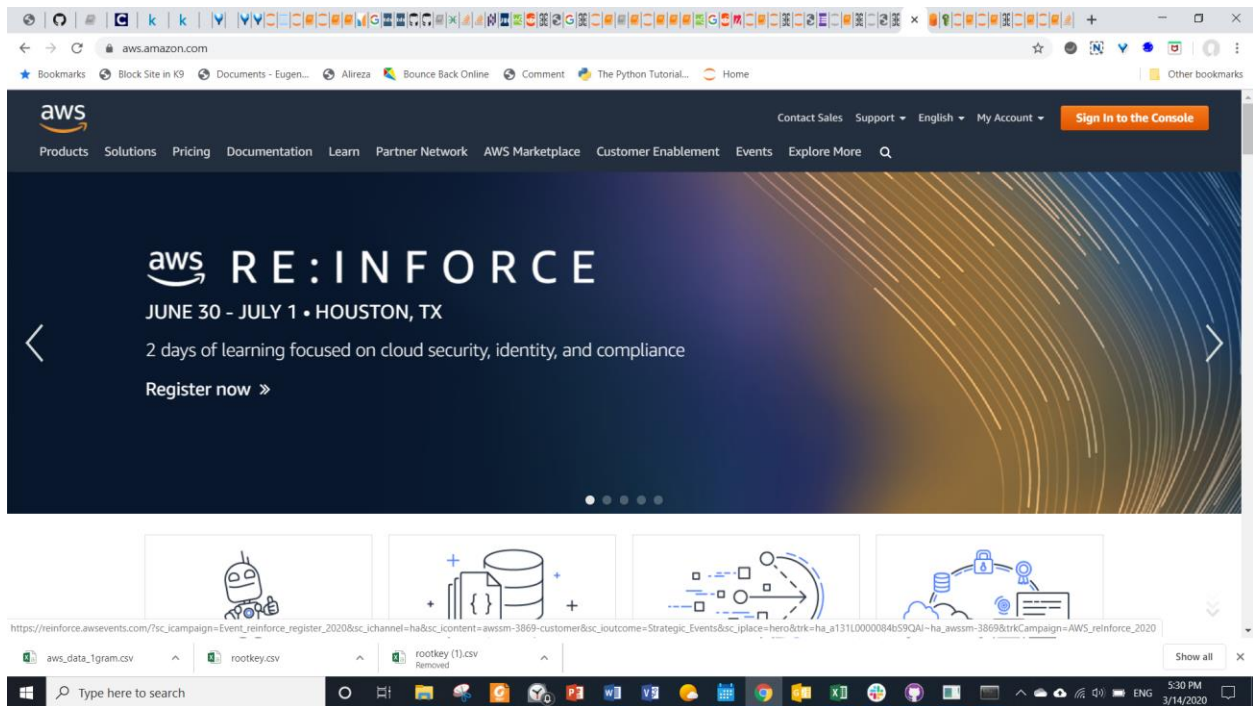 aws.amazon.com
Bookmarks Block Site in K9 Documents - Eugen... Alireza Bounce Back Online Comment The Python Tutorial... Home Other bookmarks
aws
Contact Sales Support English My Account Sign In to the Console
Products Solutions Pricing Documentation Learn Partner Network AWS Marketplace Customer Enablement Events Explore More
aws RE:INFORCE
JUNE 30 - JULY 1 • HOUSTON, TX
2 days of learning focused on cloud security, identity, and compliance
Register now »
https://reinforce.awsevents.com/?sc_icampaign=Event_reinforce_register_2020&sc_ichannel=ha&sc_icontent=awssm-3869-customer&sc_ioutcome=Strategic_Events&sc_iplace=hero&trk=ha_a131L0000084bS9QAI~ha_awssm-3869&trkCampaign=AWS_reInforce_2020
aws_data_1gram.csv rootkey.csv rootkey (1).csv Show all
Removed
Type here to search ENG 5:30 PM
3/14/2020